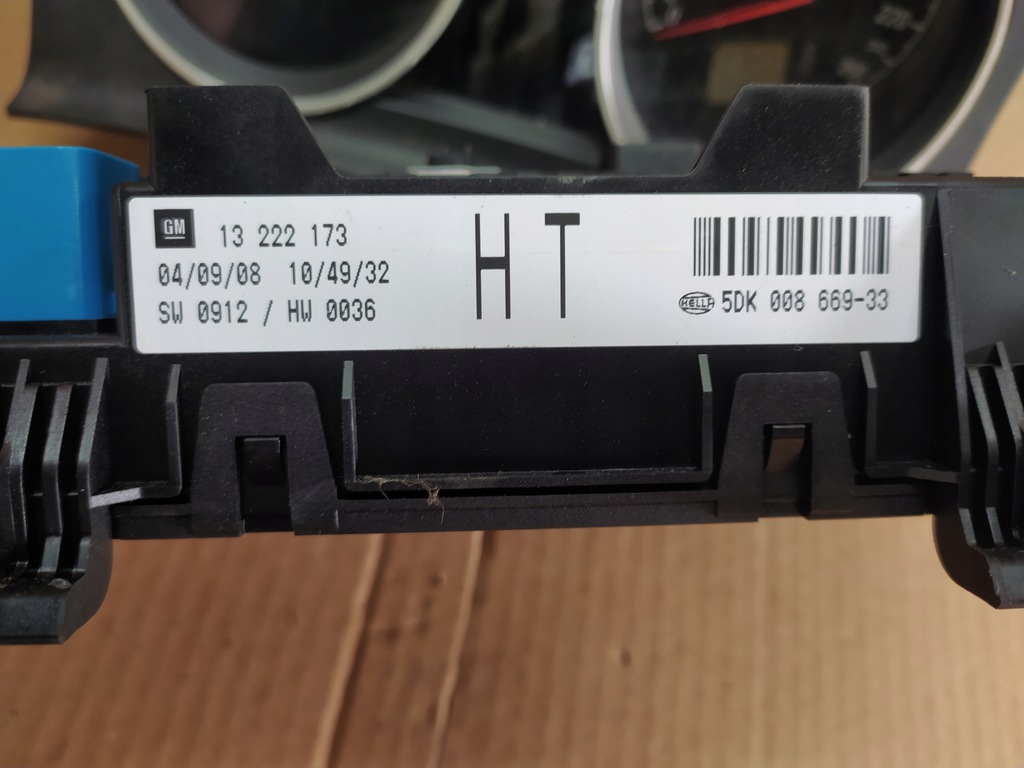 GM 13 222 173
04/09/08 10/49/32
SW 0912 / HW 0036
HT
HELLA 5DK 008 669-33
220